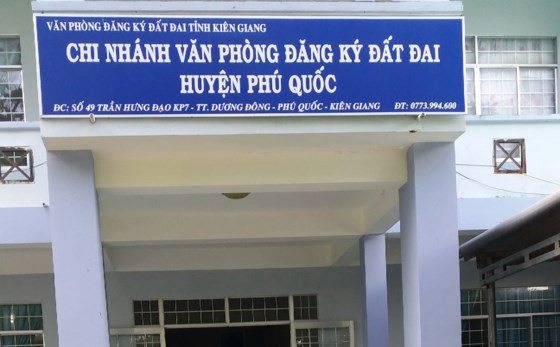 VĂN PHÒNG ĐĂNG KÝ ĐẤT ĐAI TỈNH KIÊN GIANG
CHI NHÁNH VĂN PHÒNG ĐĂNG KÝ ĐẤT ĐAI
HUYỆN PHÚ QUỐC
ĐC: SỐ 49 TRẦN HƯNG ĐẠO KP7 - TT. DƯƠNG ĐÔNG - PHÚ QUỐC - KIÊN GIANG ĐT: 0773.994.600